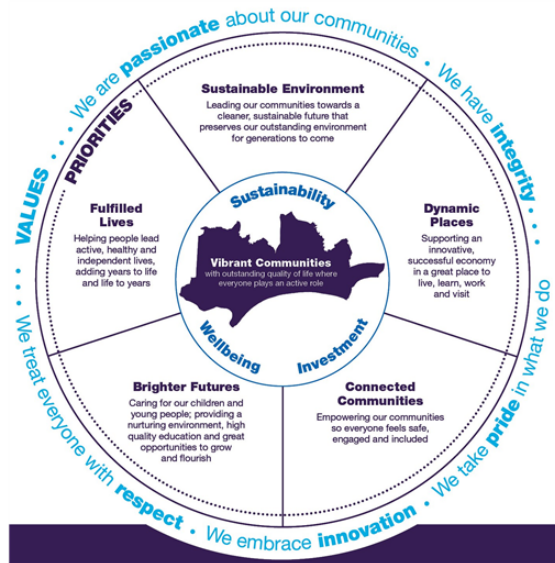 VALUES
We are passionate about our communities
We have integrity
We take pride in what we do
We embrace innovation
We treat everyone with respect
PRIORITIES
Sustainable Environment
Leading our communities towards a
cleaner, sustainable future that
preserves our outstanding environment
for generations to come
Dynamic
Places
Supporting an
innovative,
successful economy
in a great place to
live, learn, work
and visit
Connected
Communities
Empowering our communities
so everyone feels safe,
engaged and included
Brighter Futures
Caring for our children and
young people; providing a
nurturing environment, high
quality education and great
opportunities to grow
and flourish
Fulfilled
Lives
Helping people lead
active, healthy and
independent lives,
adding years to life
and life to years
Sustainability
Vibrant Communities
with outstanding quality of life where
everyone plays an active role
Wellbeing
Investment